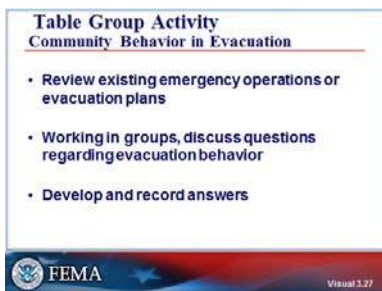 Table Group Activity
Community Behavior in Evacuation
• Review existing emergency operations or
evacuation plans
• Working in groups, discuss questions
regarding evacuation behavior
• Develop and record answers
FEMA
Visual 3.27